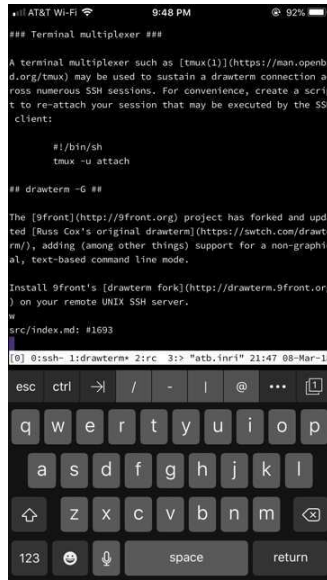 AT&T Wi-Fi 9:48 PM 92%
### Terminal multiplexer ###
A terminal multiplexer such as [tmux(1)](https://man.openb
d.org/tmux) may be used to sustain a drawterm connection a
ross numerous SSH sessions. For convenience, create a scri
t to re-attach your session that may be executed by the SS
client:
#!/bin/sh
tmux -u attach
## drawterm -G ##
The [9front](http://9front.org) project has forked and upd
ted [Russ Cox's original drawterm](https://swtch.com/drawt
rm/), adding (among other things) support for a non-graphi
al, text-based command line mode.
Install 9front's [drawterm fork](http://drawterm.9front.or
) on your remote UNIX SSH server.
w
src/index.md: #1693
[0] 0:ssh- 1:drawterm* 2:rc 3:> "atb.inri" 21:47 08-Mar-1
esc ctrl / - | @ ••• 1
q w e r t y u i o p
a s d f g h j k l
z x c v b n m
123 space return